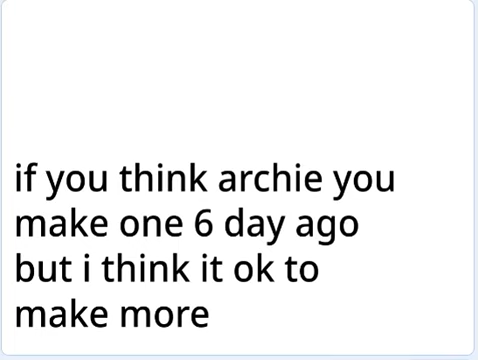 if you think archie you
make one 6 day ago
but i think it ok to
make more